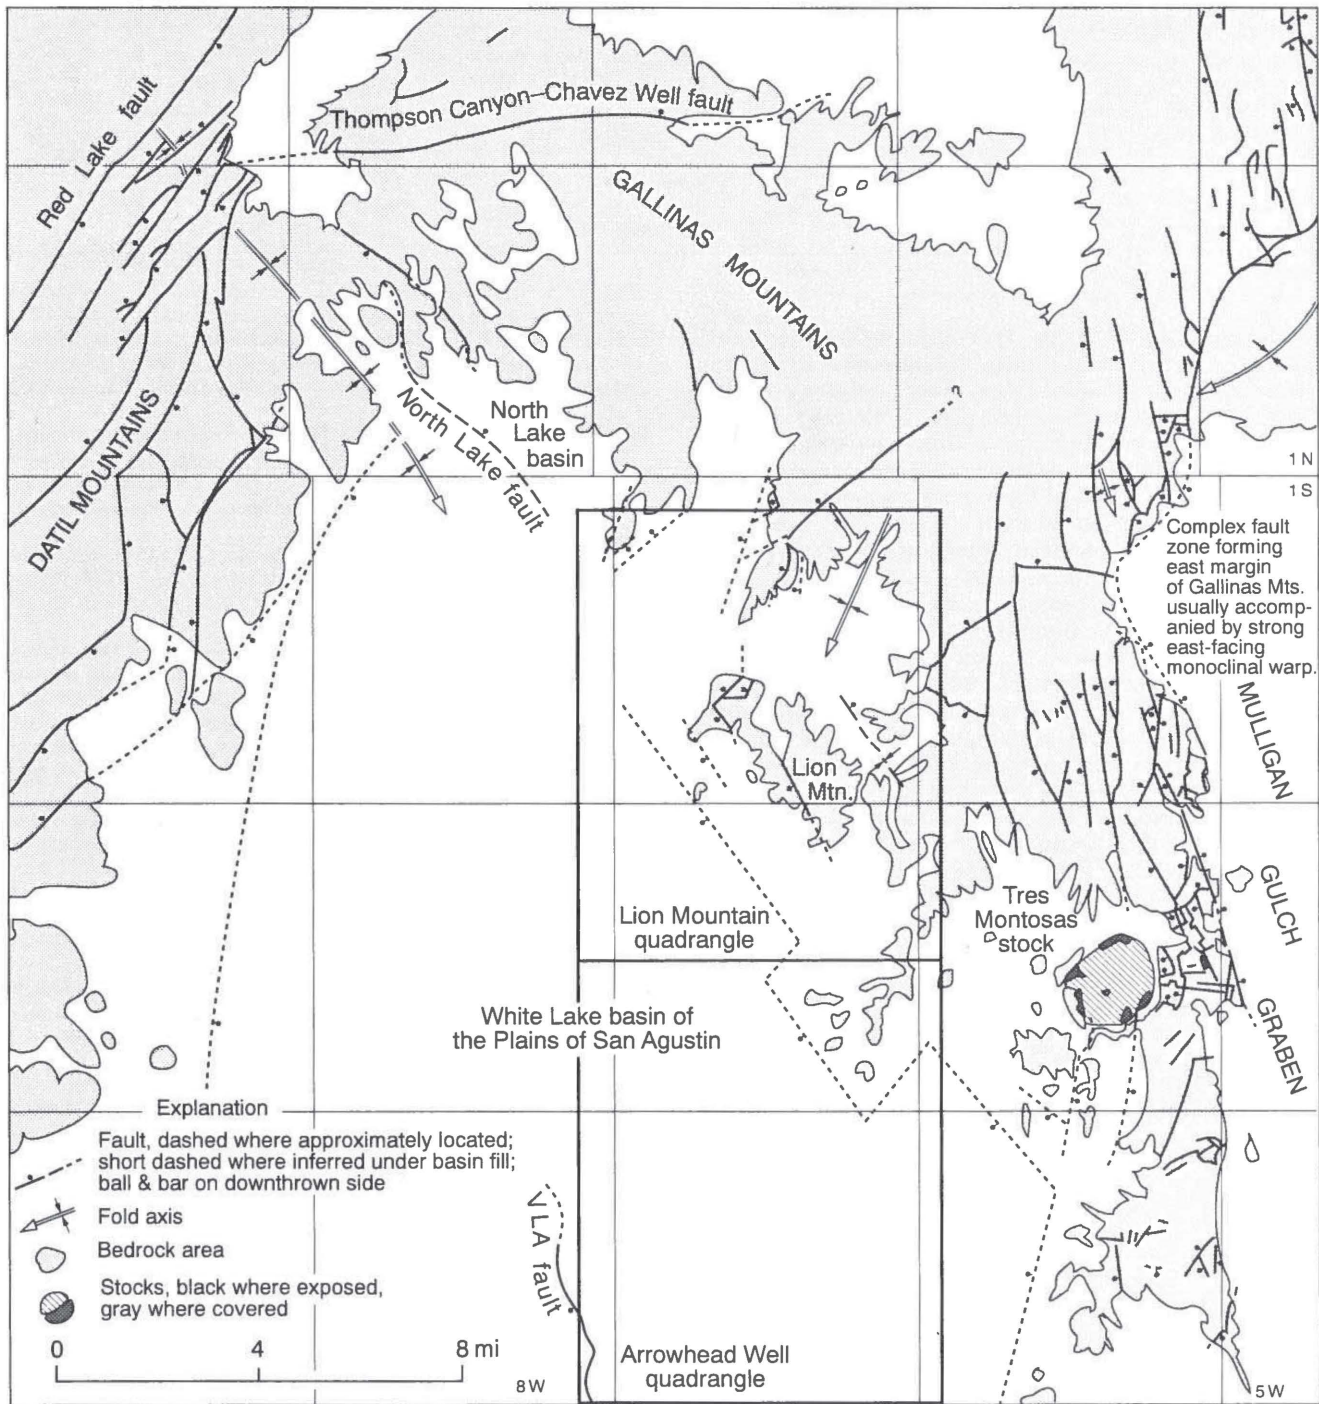 Red Lake fault
Thompson Canyon–Chavez Well fault
GALLINAS
MOUNTAINS
DATIL MOUNTAINS
North Lake fault
North
Lake
basin
?
1 N
1 S
Complex fault
zone forming
east margin
of Gallinas Mts.
usually accomp-
anied by strong
east-facing
monoclinal warp.
MULLIGAN
GULCH
GRABEN
Lion
Mtn.
Lion Mountain
quadrangle
Tres
Montosas
stock
White Lake basin of
the Plains of San Agustin
Explanation
Fault, dashed where approximately located;
short dashed where inferred under basin fill;
ball & bar on downthrown side
Fold axis
Bedrock area
Stocks, black where exposed,
gray where covered
0 4 8 mi
VLA fault
Arrowhead Well
quadrangle
8 W
5 W